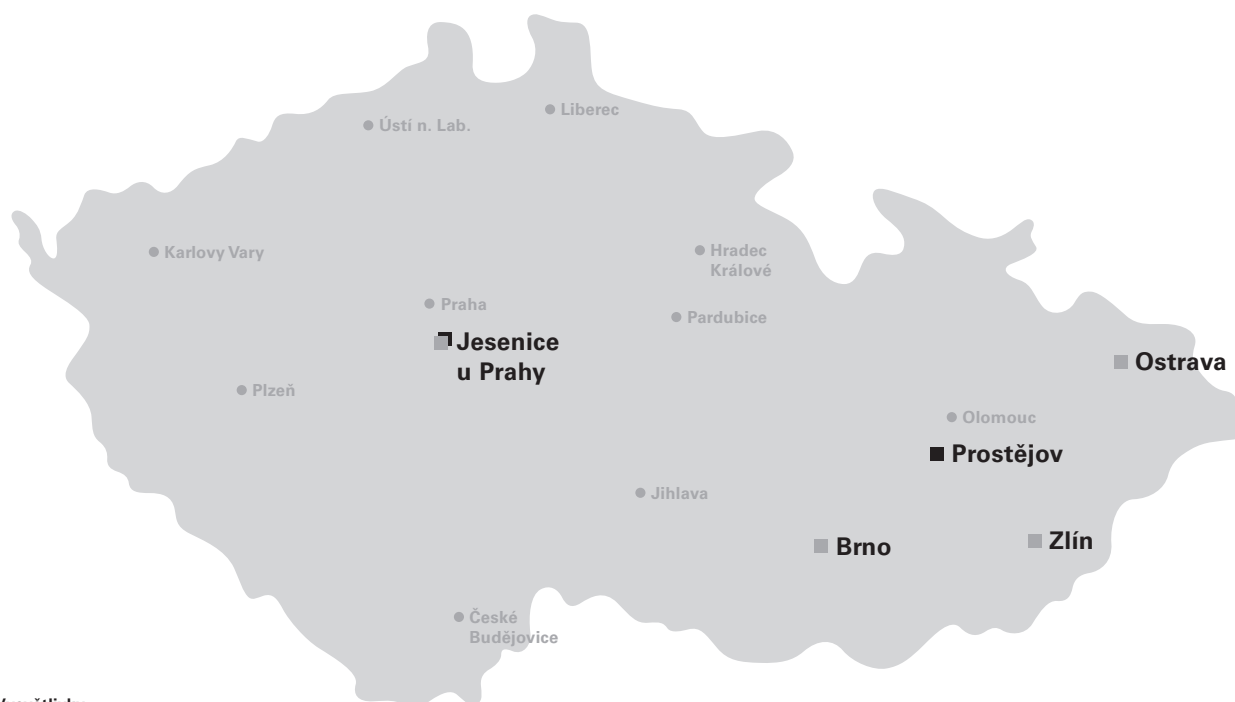 Liberec
Ústí n. Lab.
Karlovy Vary
Hradec
Králové
Praha
Pardubice
Jesenice
u Prahy
Ostrava
Plzeň
Olomouc
Prostějov
Jihlava
Brno
Zlín
České
Budějovice